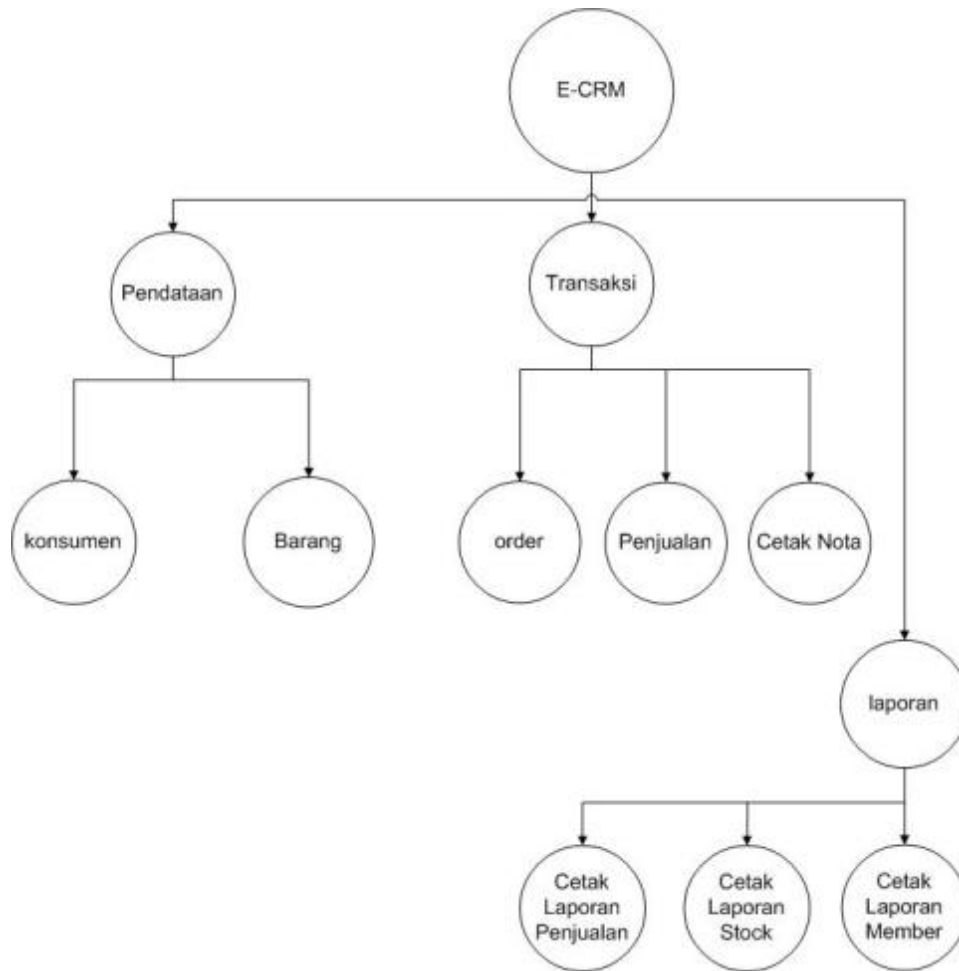 E-CRM
Pendataan
Transaksi
konsumen
Barang
order
Penjualan
Cetak Nota
laporan
Cetak
Laporan
Penjualan
Cetak
Laporan
Stock
Cetak
Laporan
Member